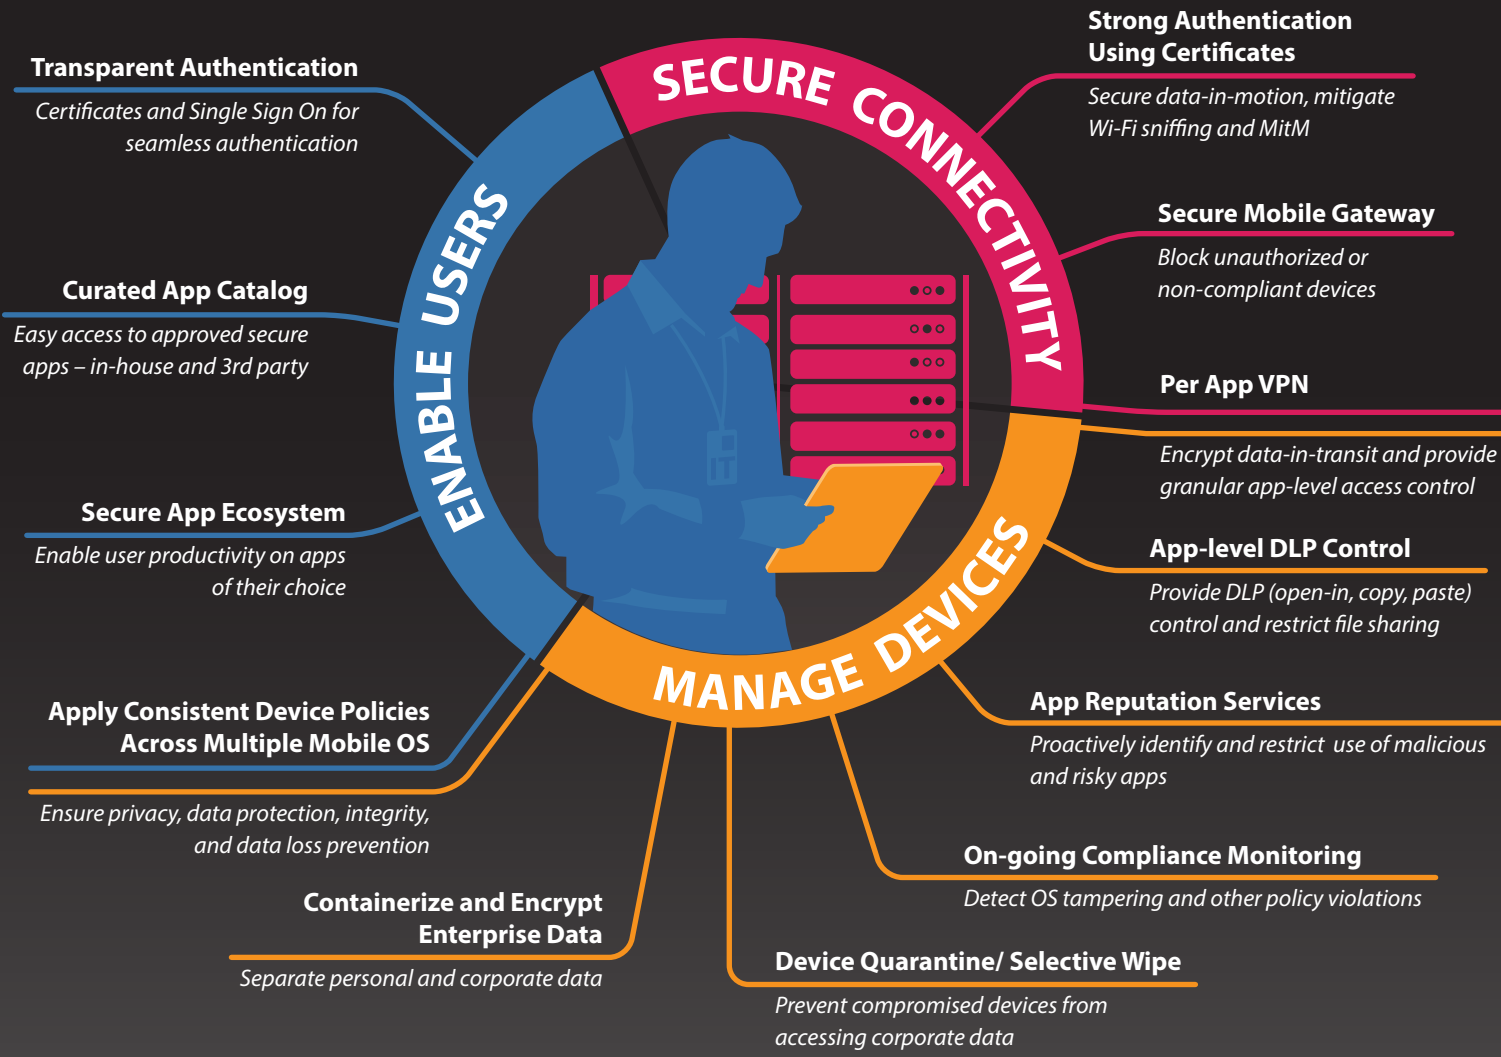 SECURE CONNECTIVITY
Strong Authentication
Using Certificates
Secure data-in-motion, mitigate
Wi-Fi sniffing and MitM
Secure Mobile Gateway
Block unauthorized or
non-compliant devices
Per App VPN
Encrypt data-in-transit and provide
granular app-level access control
MANAGE DEVICES
App-level DLP Control
Provide DLP (open-in, copy, paste)
control and restrict file sharing
App Reputation Services
Proactively identify and restrict use of malicious
and risky apps
On-going Compliance Monitoring
Detect OS tampering and other policy violations
Device Quarantine/ Selective Wipe
Prevent compromised devices from
accessing corporate data
Containerize and Encrypt
Enterprise Data
Separate personal and corporate data
Apply Consistent Device Policies
Across Multiple Mobile OS
Ensure privacy, data protection, integrity,
and data loss prevention
ENABLE USERS
Transparent Authentication
Certificates and Single Sign On for
seamless authentication
Curated App Catalog
Easy access to approved secure
apps – in-house and 3rd party
Secure App Ecosystem
Enable user productivity on apps
of their choice
IT